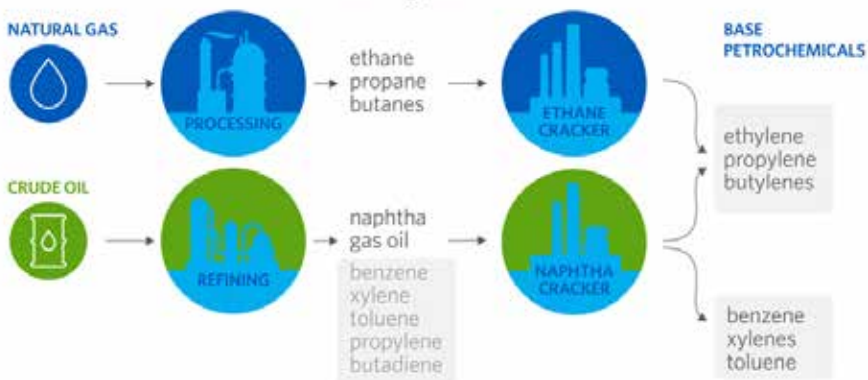 NATURAL GAS
PROCESSING
ethane
propane
butanes
ETHANE
CRACKER
BASE
PETROCHEMICALS
ethylene
propylene
butylenes
CRUDE OIL
REFINING
naphtha
gas oil
benzene
xylene
toluene
propylene
butadiene
NAPHTHA
CRACKER
benzene
xylenes
toluene